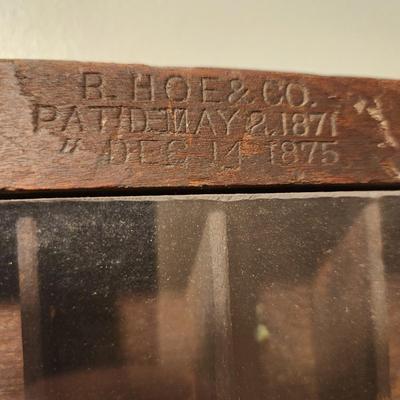 R. HOE & CO.
PAT'D. MAY 2. 1871
" DEC 14 1875